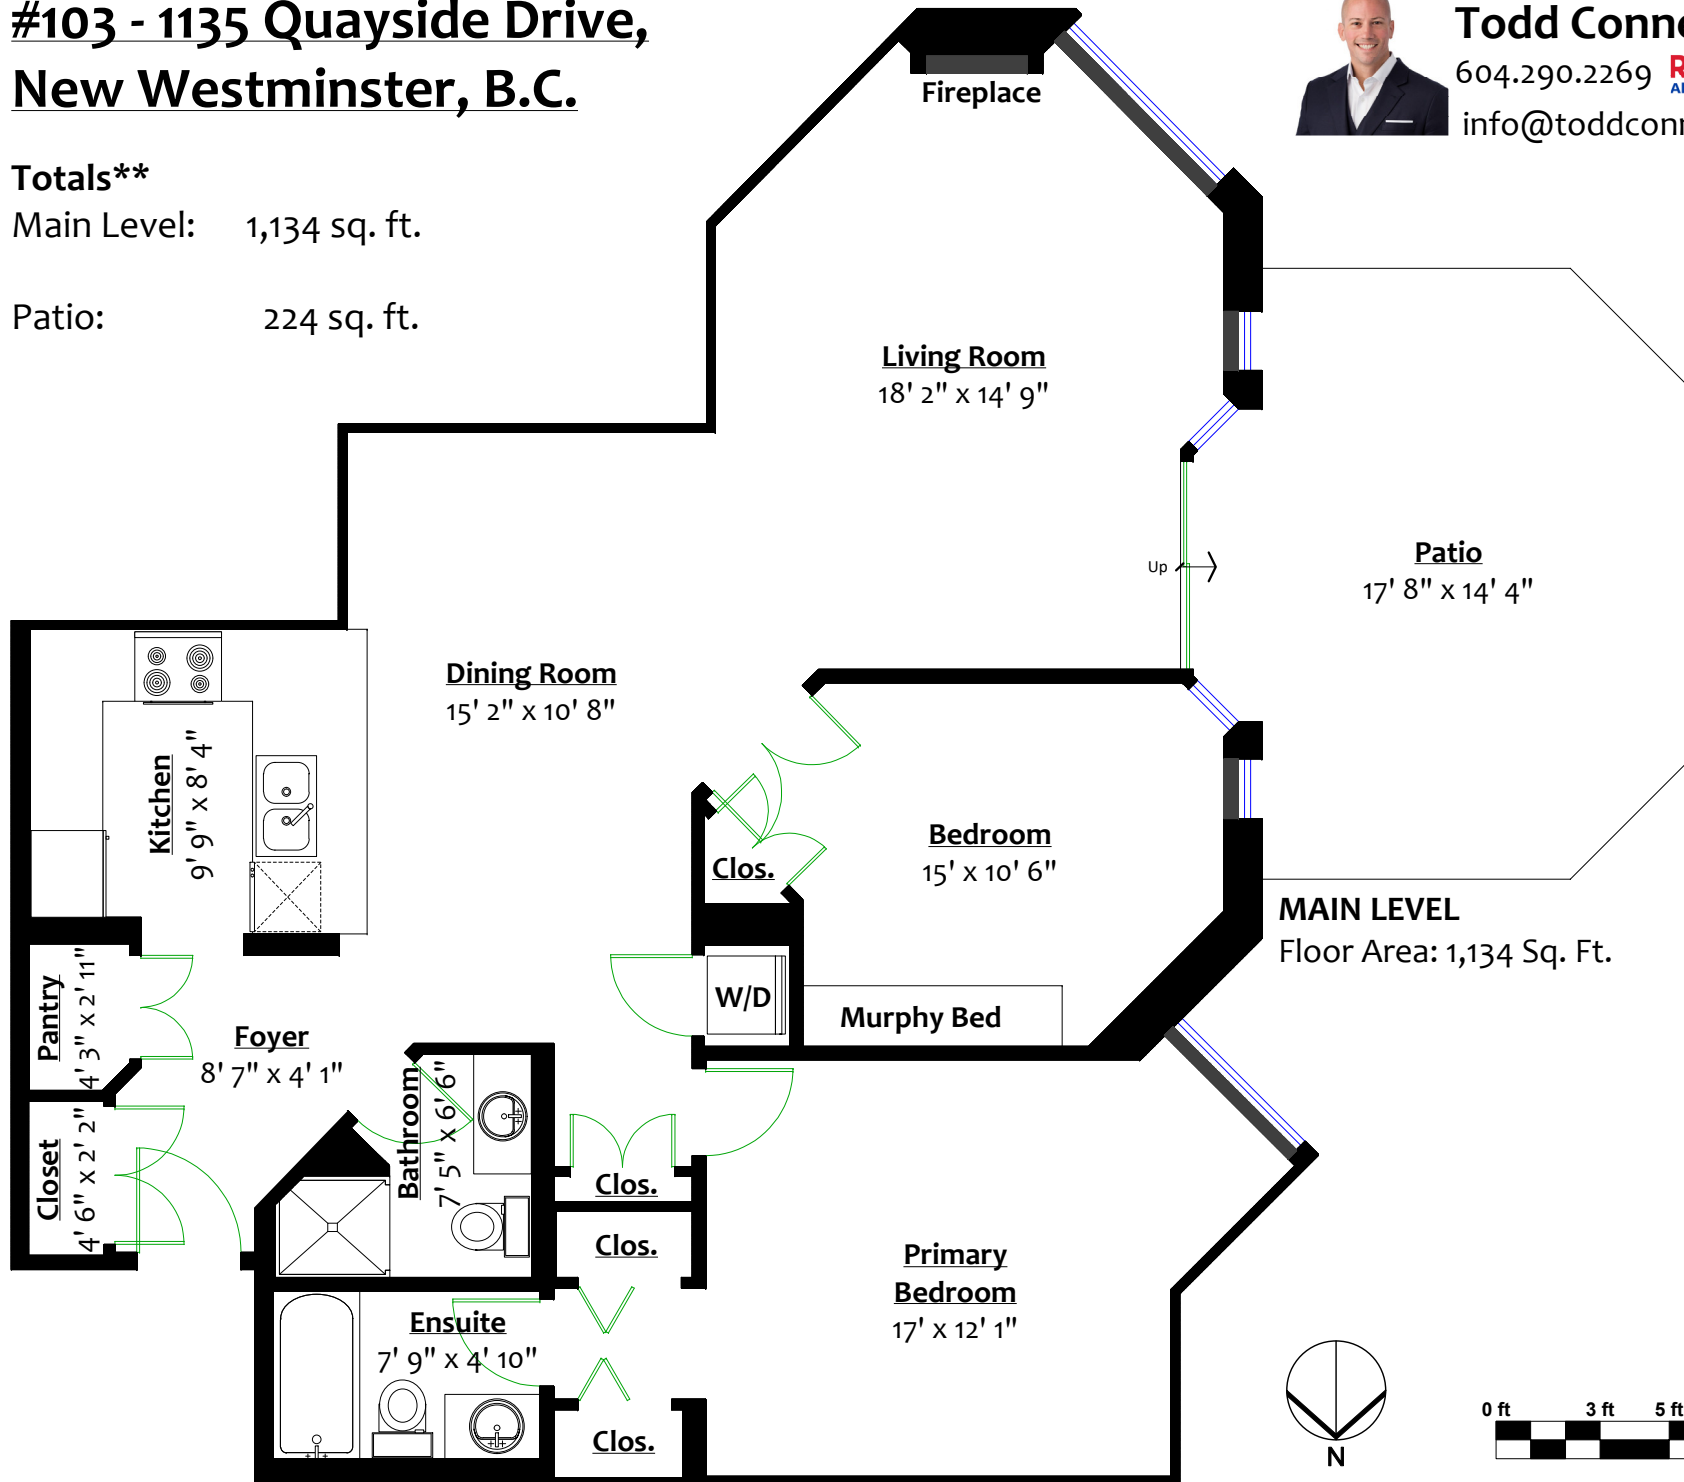 #103 - 1135 Quayside Drive,
New Westminster, B.C.
Totals**
Main Level: 1,134 sq. ft.
Patio: 224 sq. ft.
Todd
604.290.2269
Fireplace
Living Room
18' 2" x 14' 9"
Up
Patio
17' 8" x 14' 4"
Dining Room
15' 2" x 10' 8"
Kitchen
9' 9" x 8' 4"
Bedroom
15' x 10' 6"
Clos.
MAIN LEVEL
Floor Area: 1,134 Sq. Ft.
W/D
Murphy Bed
Pantry
4' 3" x 2' 11"
Foyer
8' 7" x 4' 1"
Bathroom
7' 5" x 6' 6"
Closet
4' 6" x 2' 2"
Clos.
Clos.
Primary
Bedroom
17' x 12' 1"
Ensuite
7' 9" x 4' 10"
Clos.
N
0 ft 3 ft 5 ft